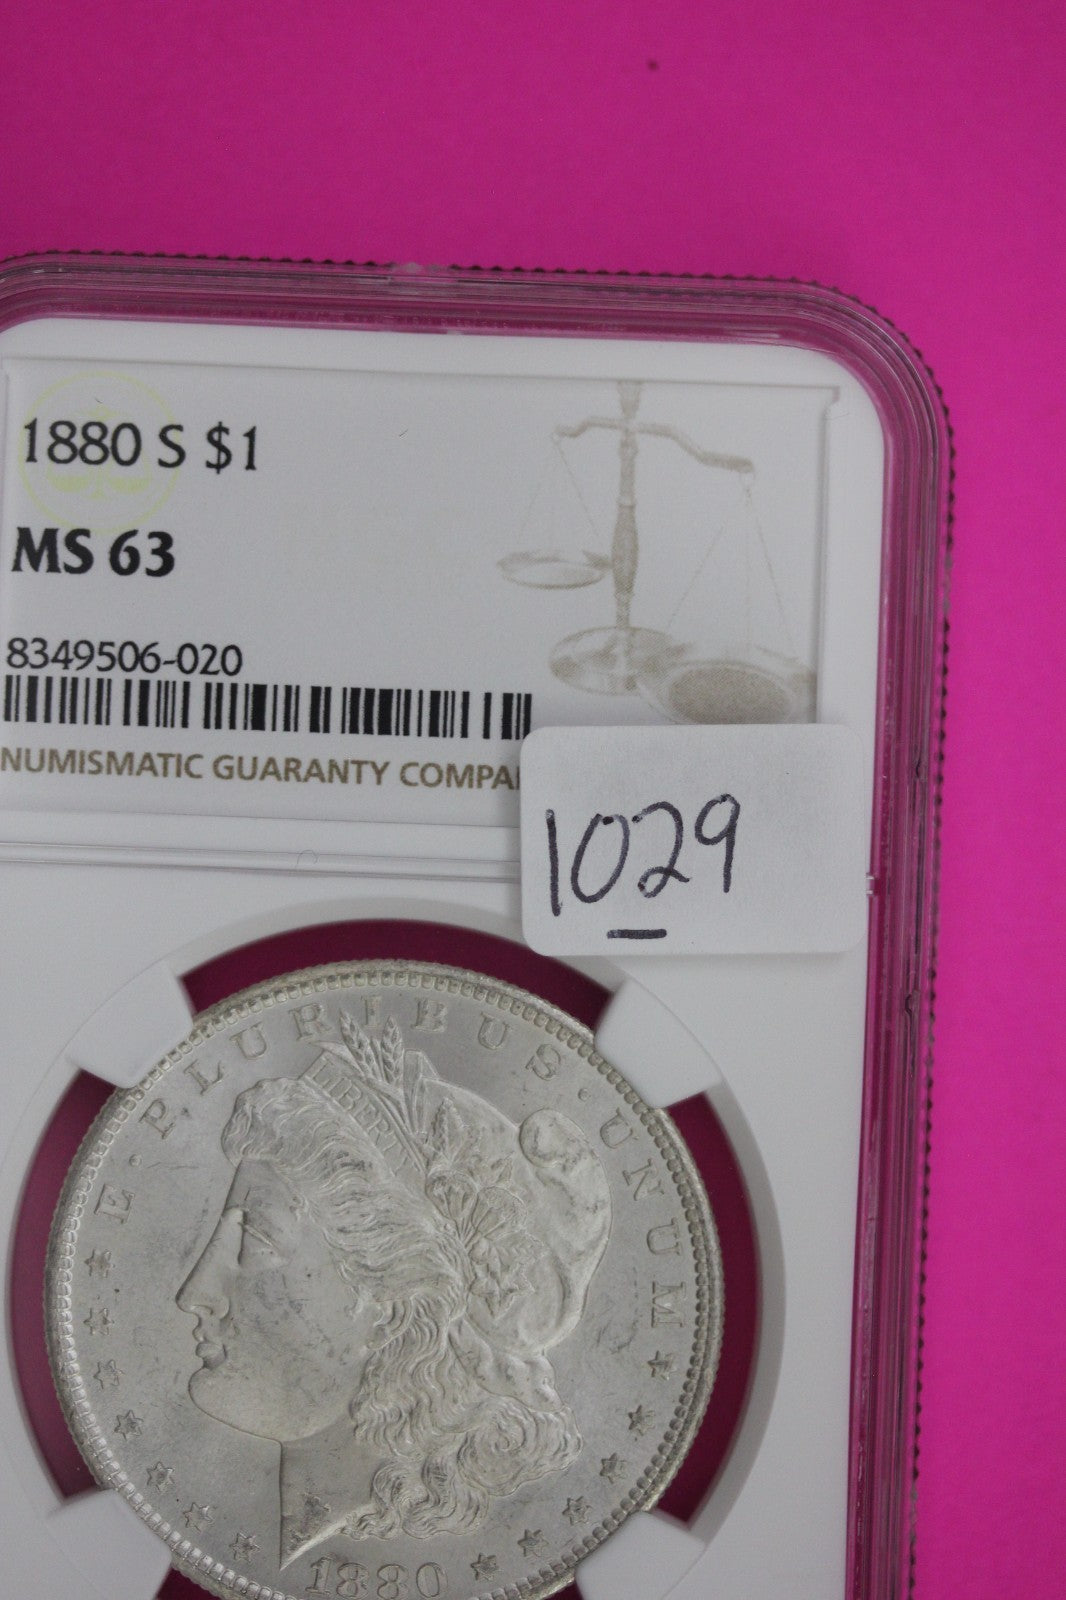 1880 S $1
MS 63
8349506-020
NUMISMATIC GUARANTY COMPA
1029
E · PLURIBUS · UNUM
LIBERTY
1880